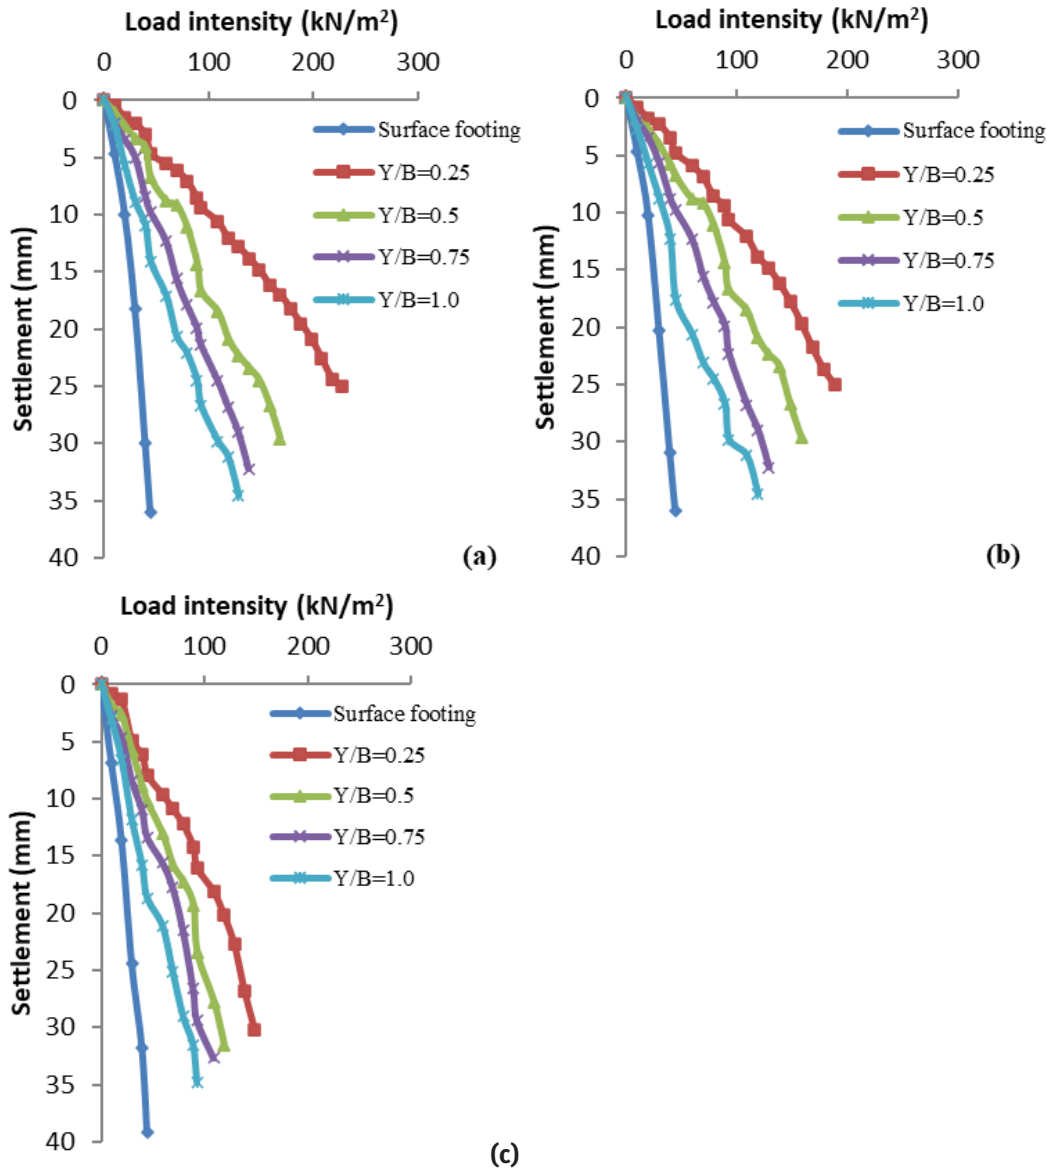 Load intensity (kN/m²)
0 100 200 300
0
5
10
15
20
25
30
35
40
Settlement (mm)
Surface footing
Y/B=0.25
Y/B=0.5
Y/B=0.75
Y/B=1.0
(a)
Load intensity (kN/m²)
0 100 200 300
0
5
10
15
20
25
30
35
40
Settlement (mm)
Surface footing
Y/B=0.25
Y/B=0.5
Y/B=0.75
Y/B=1.0
(b)
Load intensity (kN/m²)
0 100 200 300
0
5
10
15
20
25
30
35
40
Settlement (mm)
Surface footing
Y/B=0.25
Y/B=0.5
Y/B=0.75
Y/B=1.0
(c)